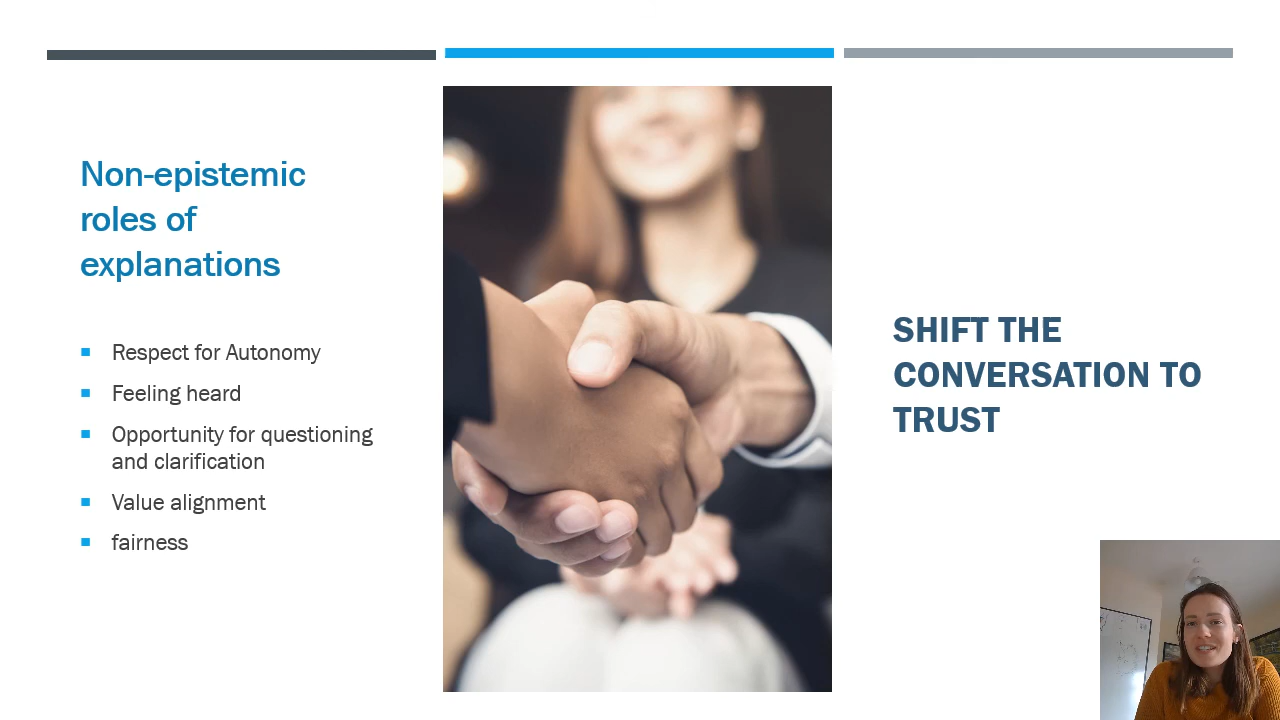 Non-epistemic
roles of
explanations
Respect for Autonomy
Feeling heard
Opportunity for questioning
and clarification
Value alignment
fairness
SHIFT THE
CONVERSATION TO
TRUST